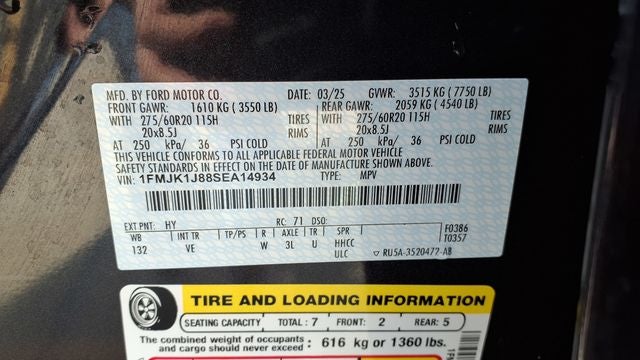 MFD. BY FORD MOTOR CO. 03/25 GVWR: 3515 KG ( 7750 LB)
FRONT GAWR: 1610 KG ( 3550 LB) REAR GAWR: 2059 KG ( 4540 LB)
WITH 275/60R20 115H TIRES WITH 275/60R20 115H TIRES
20x8.5J RIMS 20x8.5J RIMS
AT 250 kPa/ 36 PSI COLD AT 250 kPa/ 36 PSI COLD
THIS VEHICLE CONFORMS TO ALL APPLICABLE FEDERAL MOTOR VEHICLE
SAFETY STANDARDS IN EFFECT ON THE DATE OF MANUFACTURE SHOWN ABOVE.
VIN: 1FMJK1J88SEA14934 TYPE: MPV
EXT PNT: HY RC: 71 DSO: F0386
WB INT TR TP/PS R AXLE TR SPR T0357
132 VE W 3L U HHCC
ULC ▽ RU5A-3520472-AB
TIRE AND LOADING INFORMATION
SEATING CAPACITY TOTAL : 7 FRONT: 2 REAR: 5
The combined weight of occupants and cargo should never exceed : 616 kg or 1360 lbs.